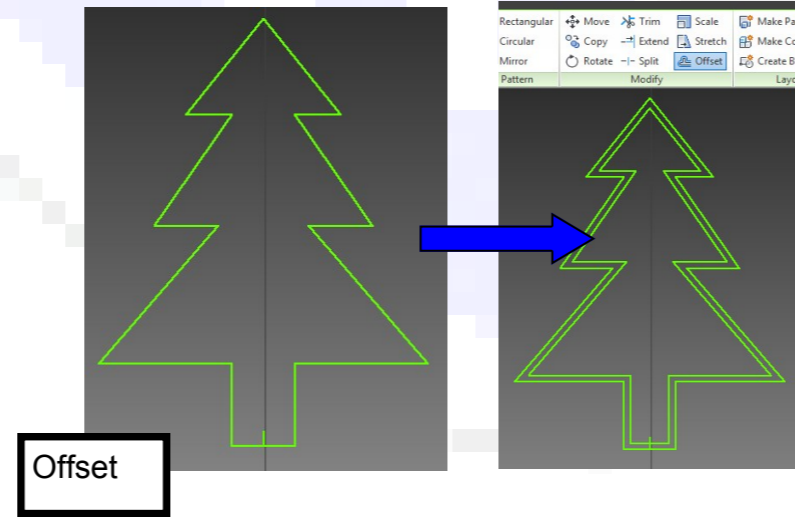 Rectangular Move Trim Scale Make Pa
Circular Copy Extend Stretch Make Co
Mirror Rotate Split Offset Create B
Pattern Modify Layo
Offset